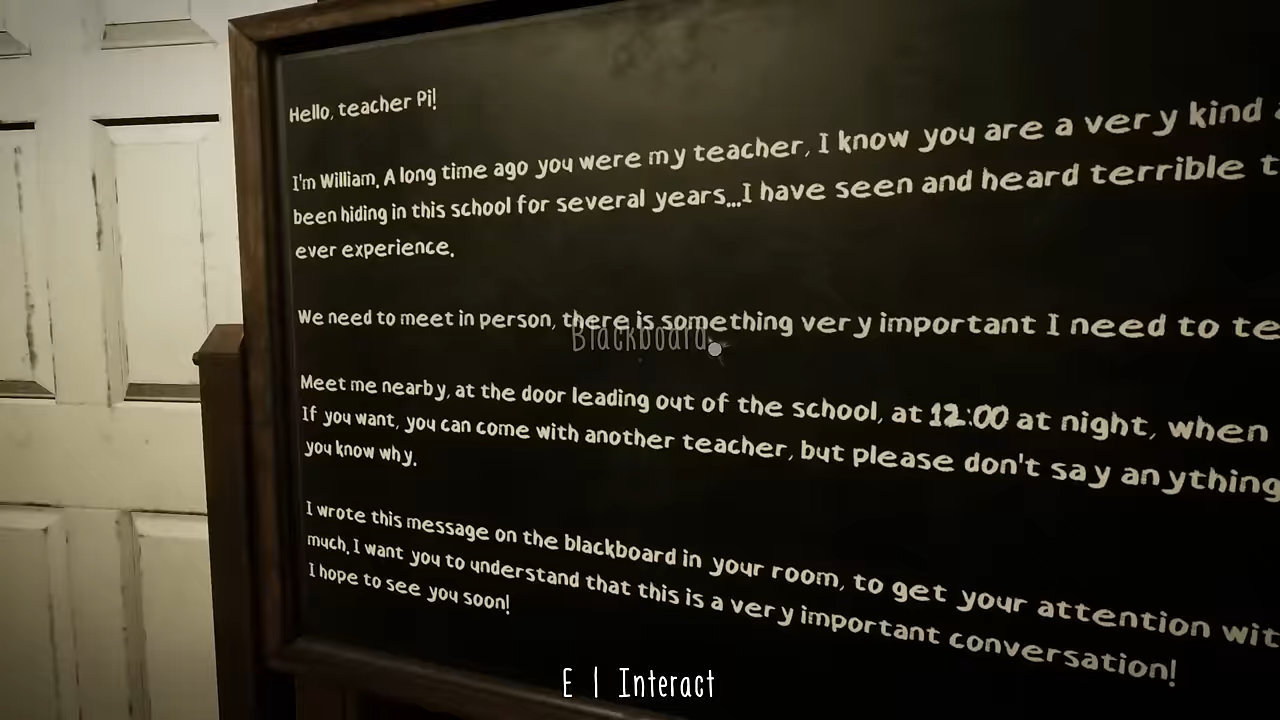 Hello, teacher Pi!
I'm William. A long time ago you were my teacher, I know you are a very kind
been hiding in this school for several years...I have seen and heard terrible t
ever experience.
We need to meet in person, there is something very important I need to te
Blackboard
Meet me nearby, at the door leading out of the school, at 12:00 at night, when
If you want, you can come with another teacher, but please don't say anything
you know why.
I wrote this message on the blackboard in your room, to get your attention wit
much. I want you to understand that this is a very important conversation!
I hope to see you soon!
E | Interact